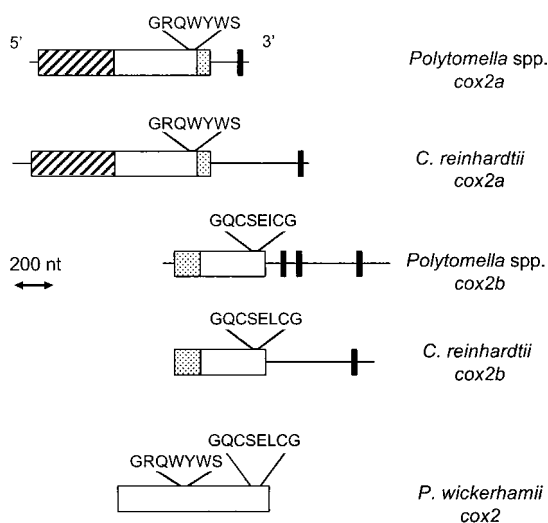 GRQWYWS
5’
3’
Polytomella spp.
cox2a
GRQWYWS
C. reinhardtii
cox2a
GQCSEICG
200 nt
Polytomella spp.
cox2b
GQCSELCG
C. reinhardtii
cox2b
GQCSELCG
GRQWYWS
P. wickerhamii
cox2